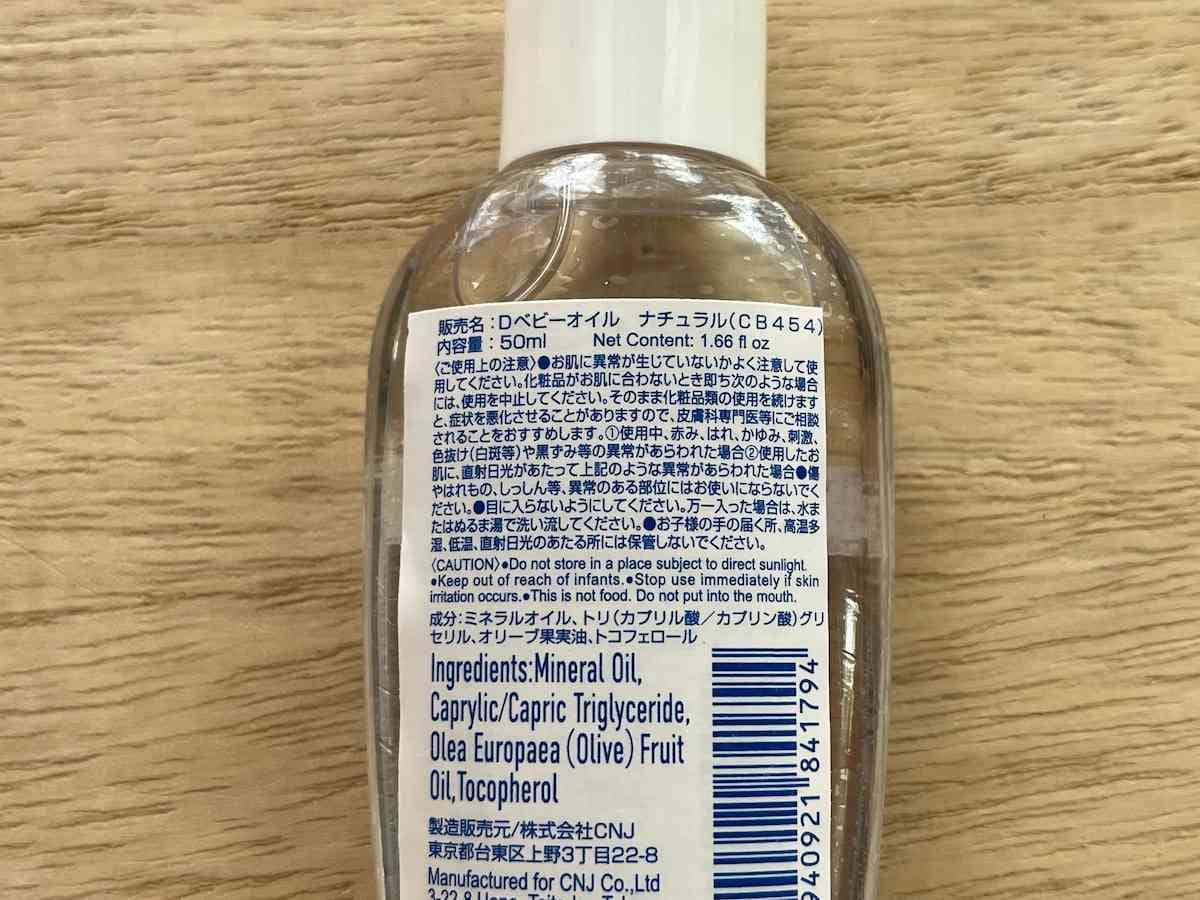 販売名：Dベビーオイル　ナチュラル(CB454)
内容量：50ml　Net Content: 1.66 fl oz
〈ご使用上の注意〉●お肌に異常が生じていないかよく注意して使
用してください。化粧品がお肌に合わないとき即ち次のような場合
には、使用を中止してください。そのまま化粧品類の使用を続けます
と、症状を悪化させることがありますので、皮膚科専門医等にご相談
されることをおすすめします。①使用中、赤み、はれ、かゆみ、刺激、
色抜け(白斑等)や黒ずみ等の異常があらわれた場合②使用したお
肌に、直射日光があたって上記のような異常があらわれた場合●傷
やはれもの、しっしん等、異常のある部位にはお使いにならないでく
ださい。●目に入らないようにしてください。万一入った場合は、水ま
たはぬるま湯で洗い流してください。●お子様の手の届く所、高温多
湿、低温、直射日光のあたる所には保管しないでください。
〈CAUTION〉●Do not store in a place subject to direct sunlight.
●Keep out of reach of infants.●Stop use immediately if skin
irritation occurs.●This is not food. Do not put into the mouth.
成分：ミネラルオイル、トリ(カプリル酸／カプリン酸)グリ
セリル、オリーブ果実油、トコフェロール
Ingredients:Mineral Oil,
Caprylic/Capric Triglyceride,
Olea Europaea (Olive) Fruit
Oil,Tocopherol
製造販売元/株式会社CNJ
東京都台東区上野3丁目22-8
Manufactured for CNJ Co.,Ltd
3-22-8 Ueno, Taito-ku, Tokyo
940921 841794